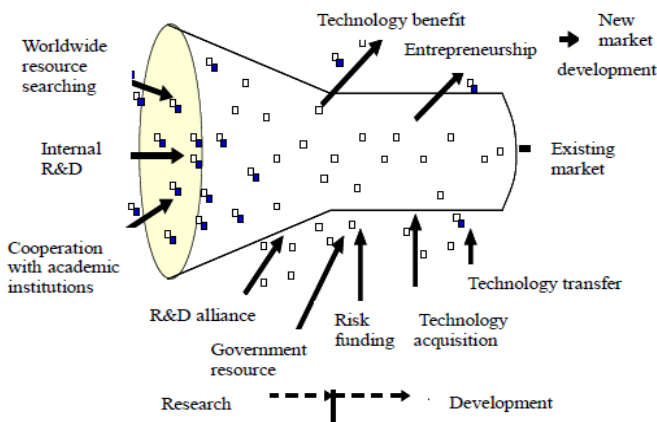 Technology benefit
New
market
development
Worldwide
resource
searching
Entrepreneurship
Internal
R&D
Existing
market
Cooperation
with academic
institutions
Technology transfer
R&D alliance
Risk
funding
Technology
acquisition
Government
resource
Research
Development